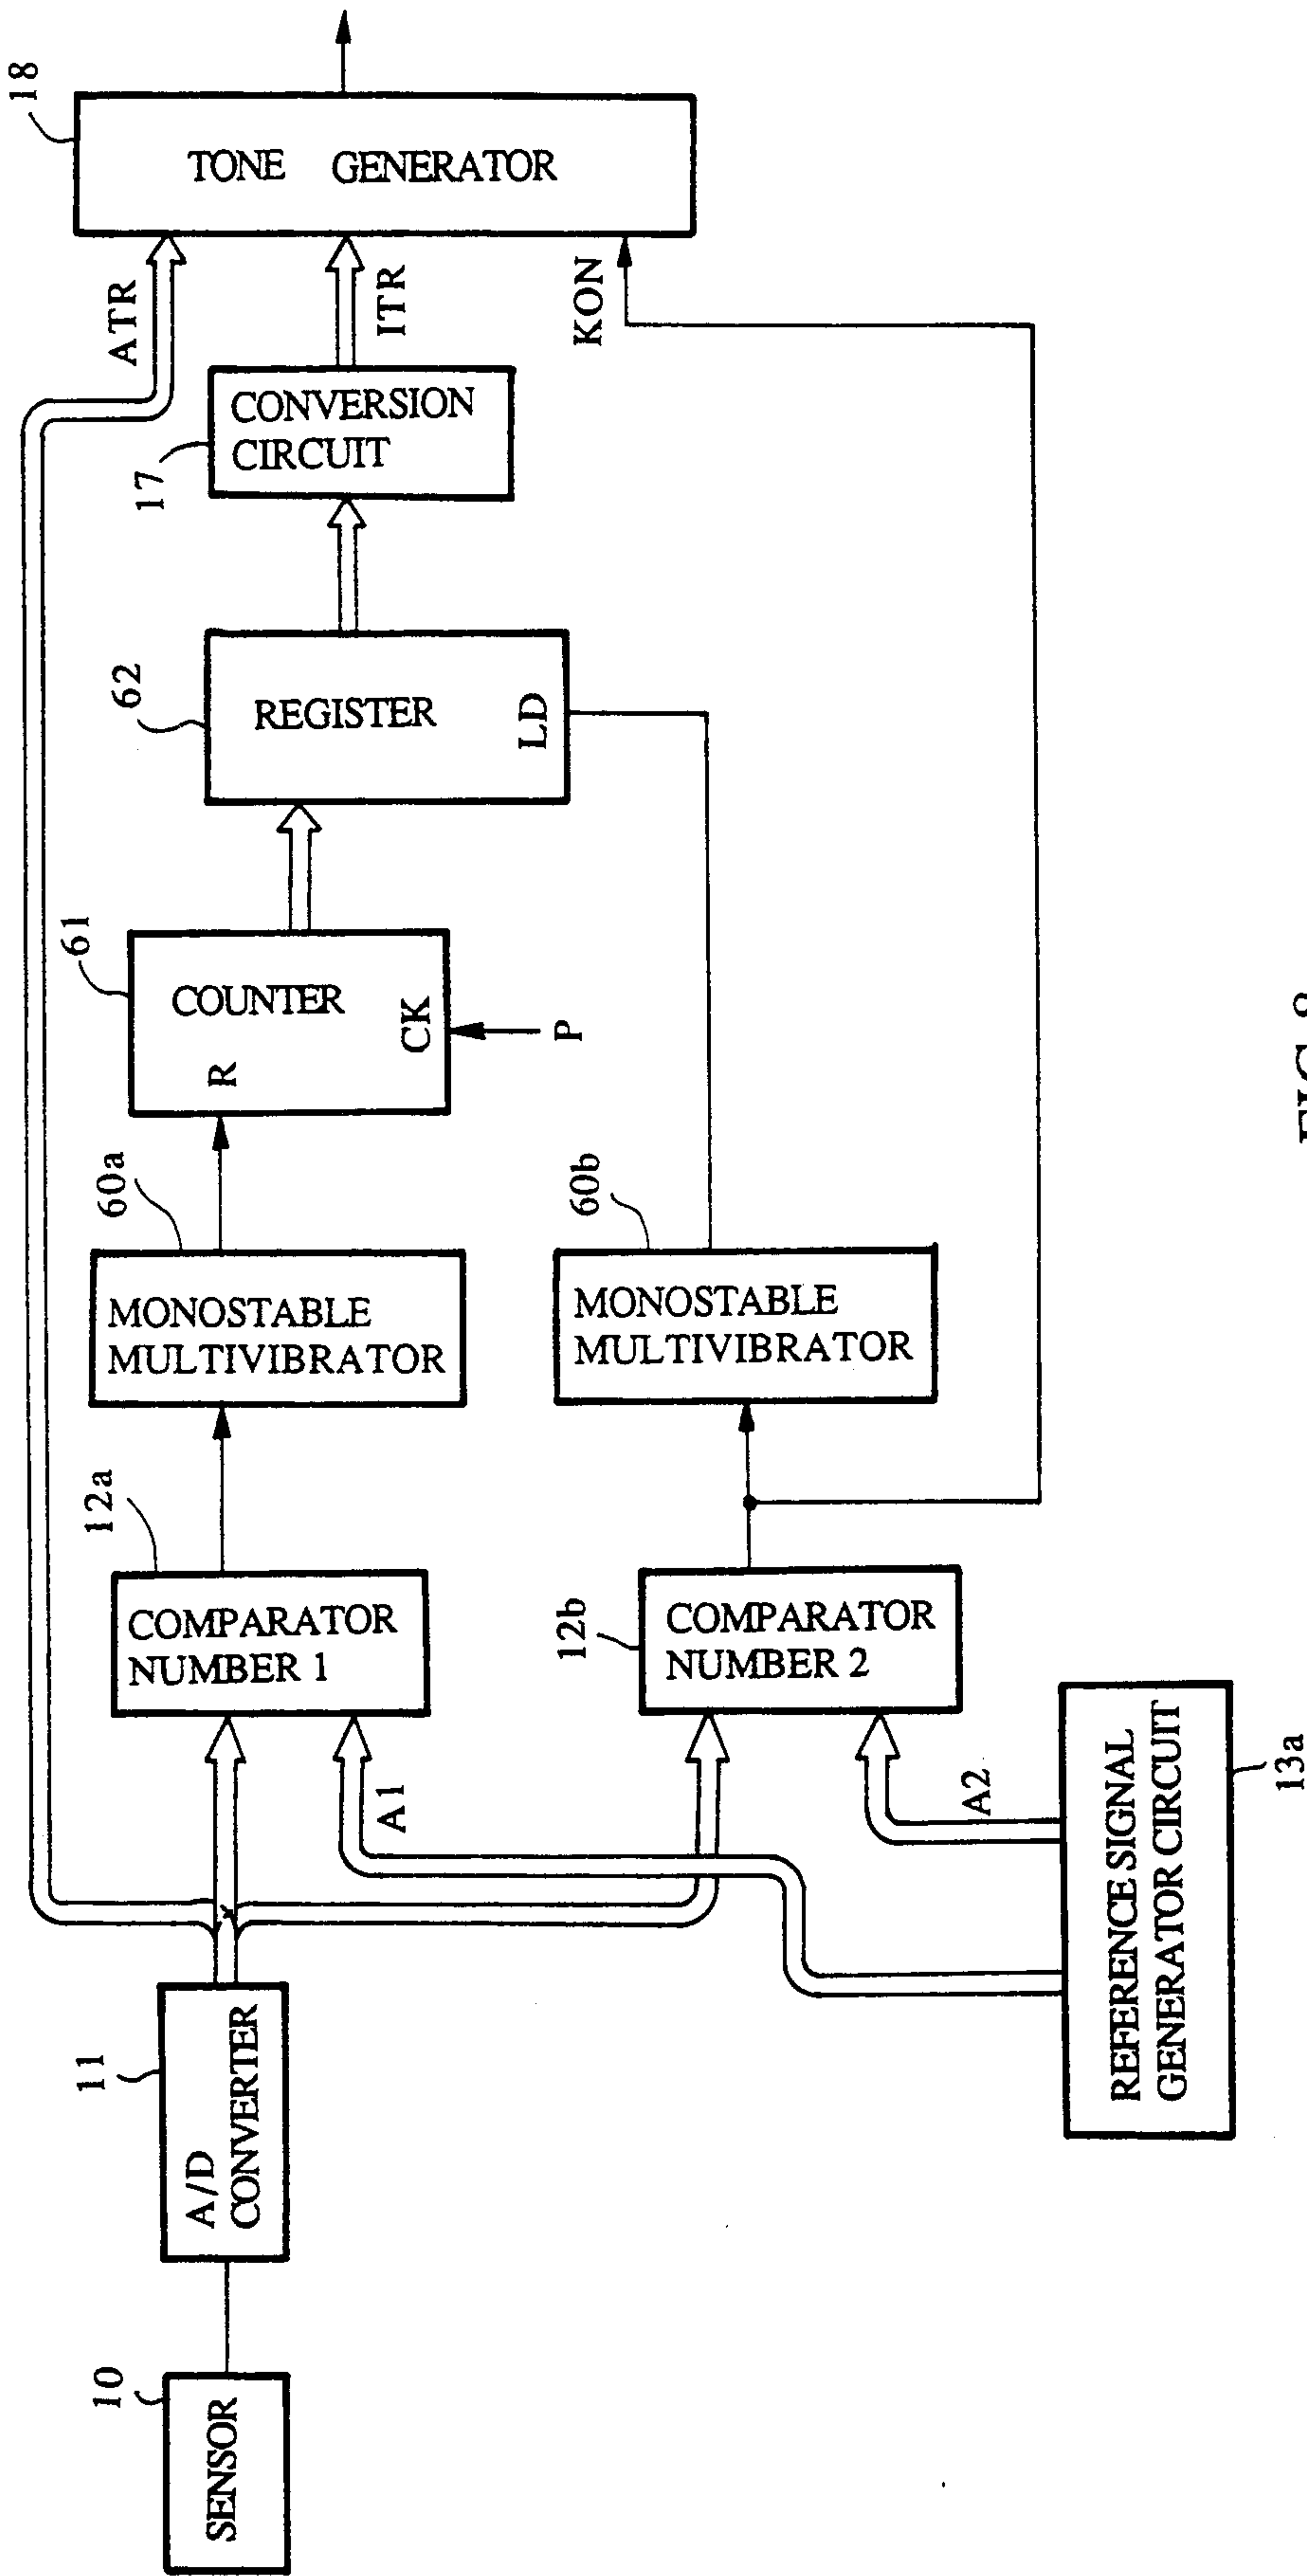 SENSOR
10
A/D
CONVERTER
11
COMPARATOR
NUMBER 1
12a
A1
COMPARATOR
NUMBER 2
12b
A2
REFERENCE SIGNAL
GENERATOR CIRCUIT
13a
MONOSTABLE
MULTIVIBRATOR
60a
MONOSTABLE
MULTIVIBRATOR
60b
COUNTER
R
CK
P
61
REGISTER
LD
62
CONVERSION
CIRCUIT
17
ATR
ITR
KON
TONE GENERATOR
18